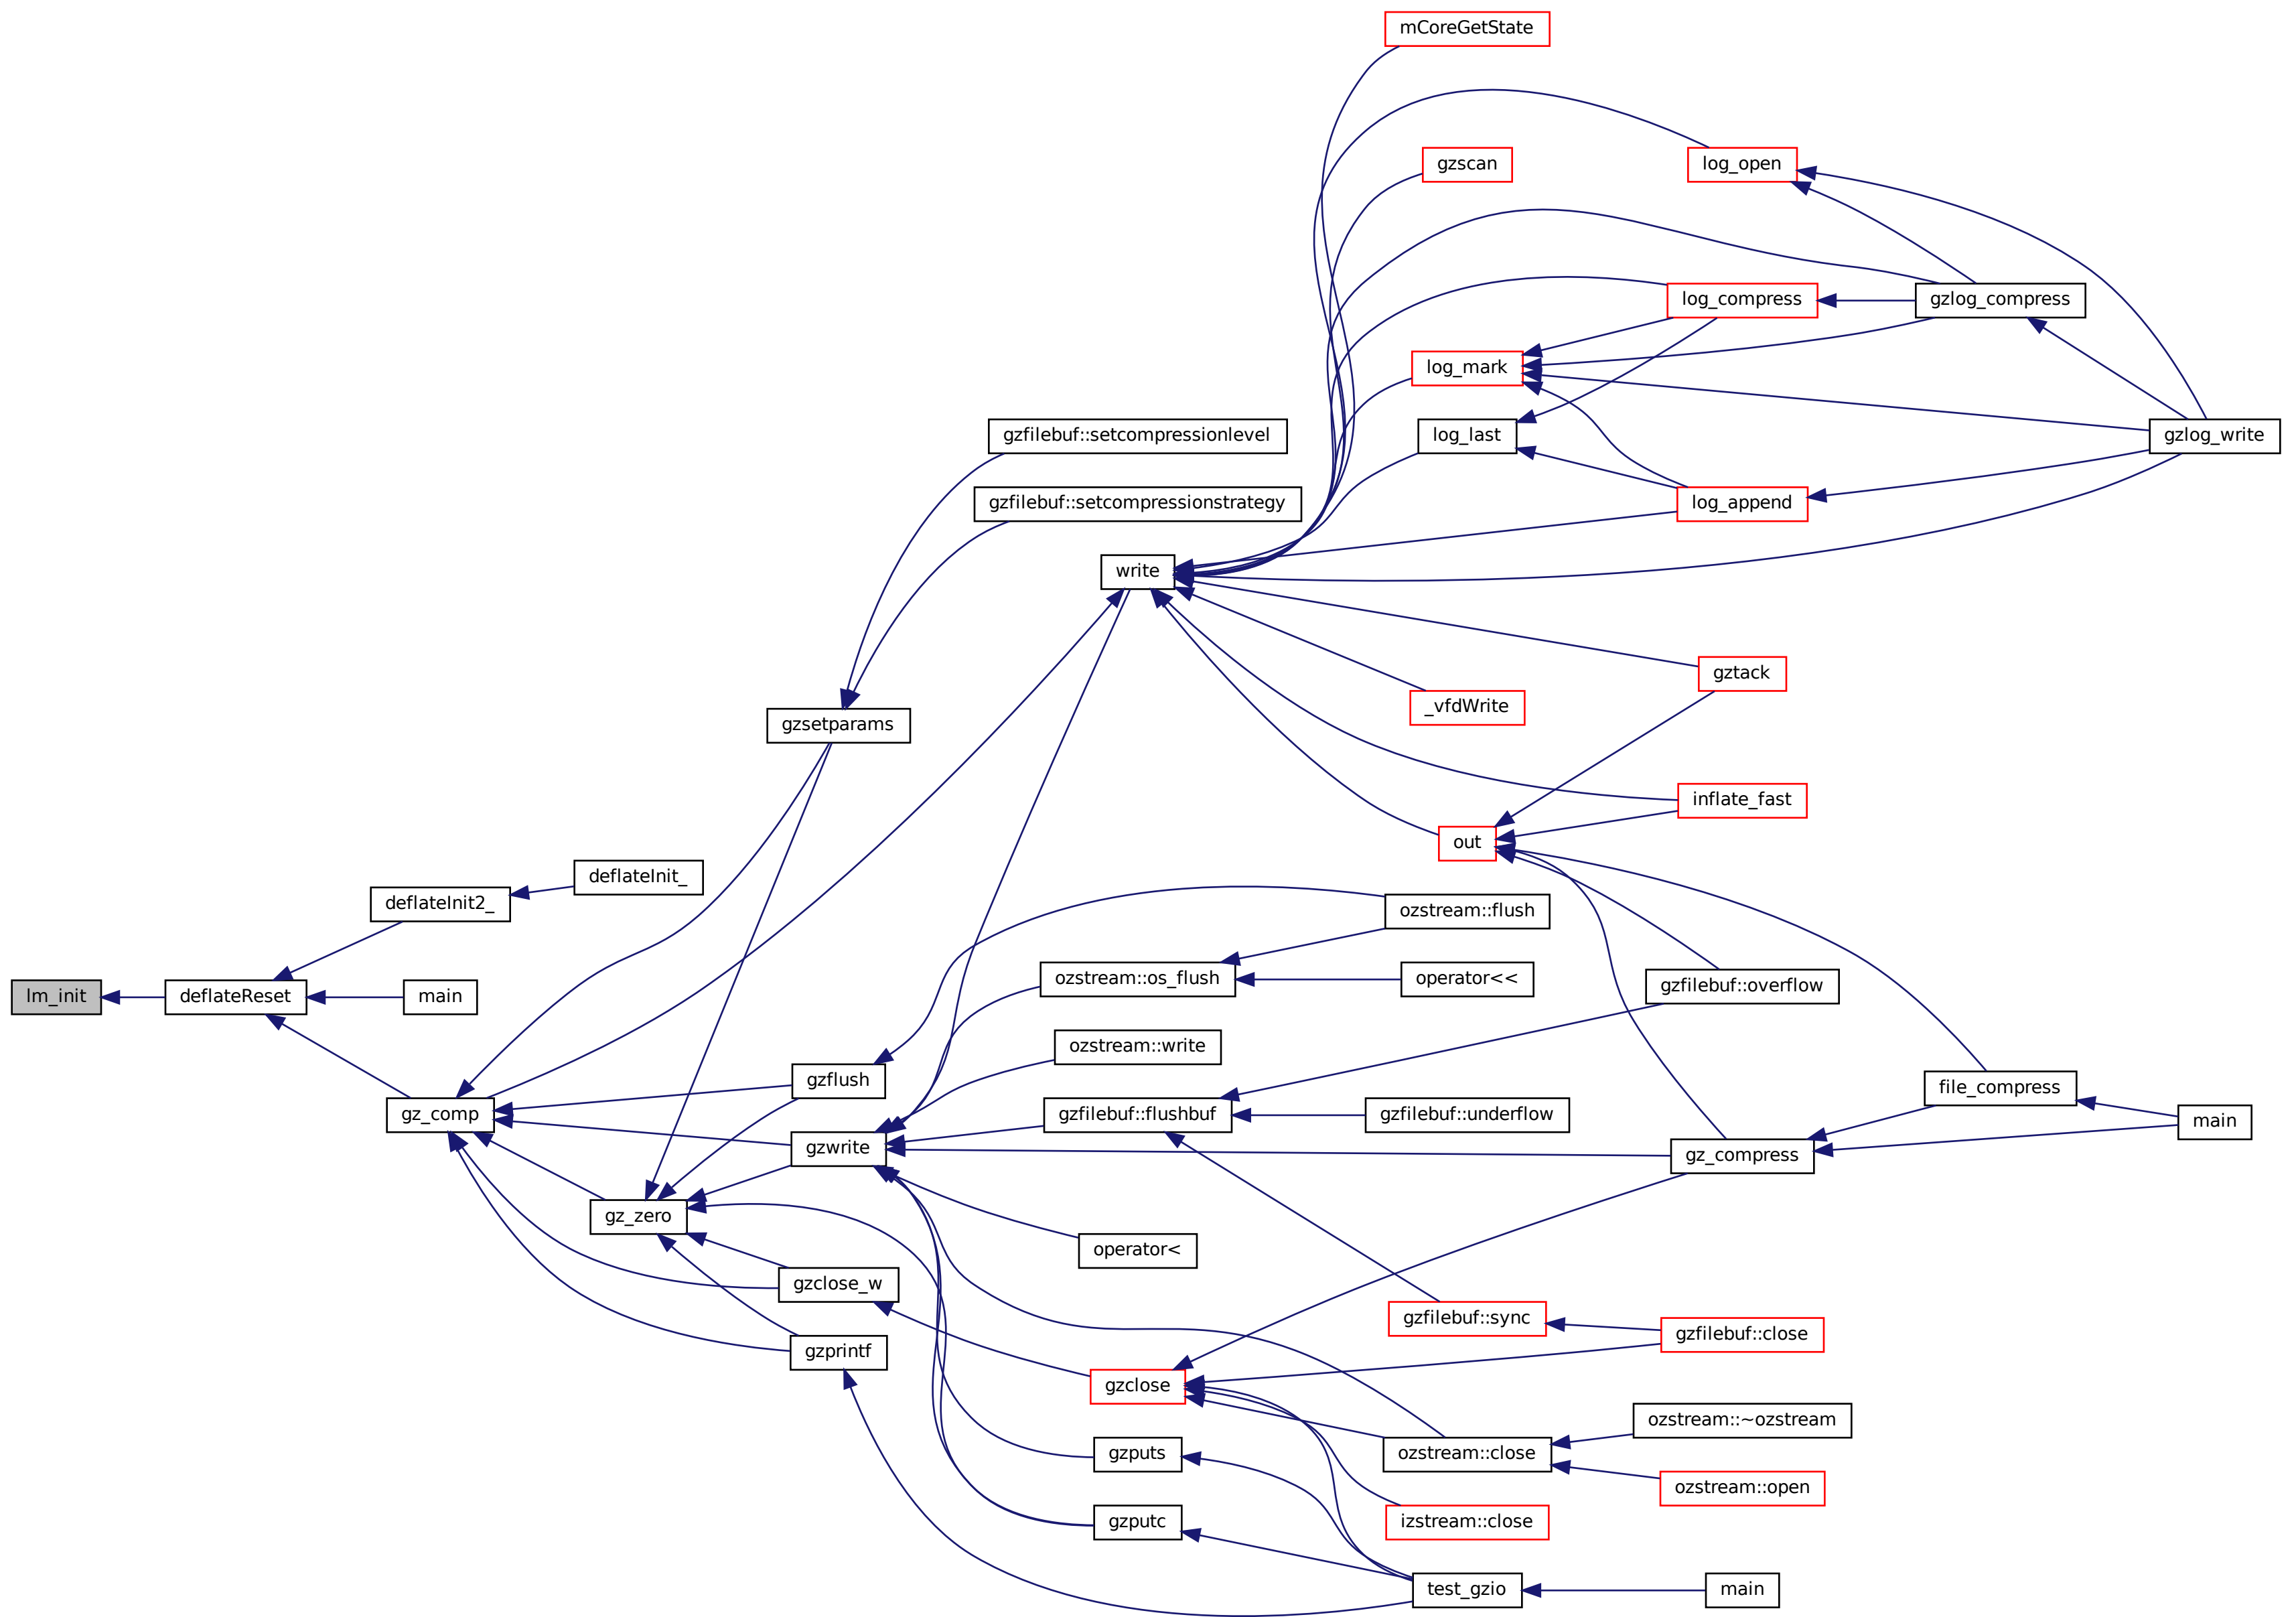 mCoreGetState
gzscan
log_open
log_compress
gzlog_compress
log_mark
gzfilebuf::setcompressionlevel
log_last
gzlog_write
gzfilebuf::setcompressionstrategy
log_append
write
gztack
_vfdWrite
gzsetparams
inflate_fast
out
deflateInit_
deflateInit2_
ozstream::flush
ozstream::os_flush
operator<<
gzfilebuf::overflow
lm_init
deflateReset
main
ozstream::write
gzflush
file_compress
gz_comp
gzfilebuf::flushbuf
gzfilebuf::underflow
main
gzwrite
gz_compress
gz_zero
operator<
gzclose_w
gzfilebuf::sync
gzfilebuf::close
gzprintf
gzclose
ozstream::~ozstream
gzputs
ozstream::close
ozstream::open
gzputc
izstream::close
test_gzio
main